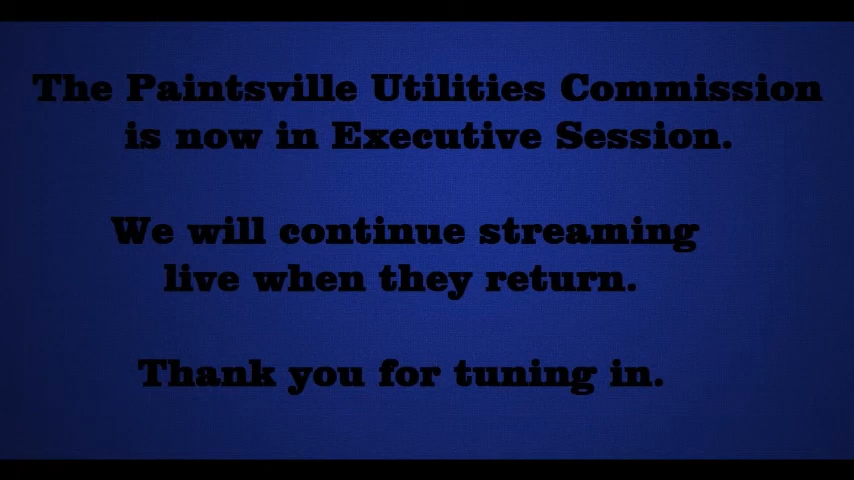 The Paintsville Utilities Commission
is now in Executive Session.
We will continue streaming
live when they return.
Thank you for tuning in.